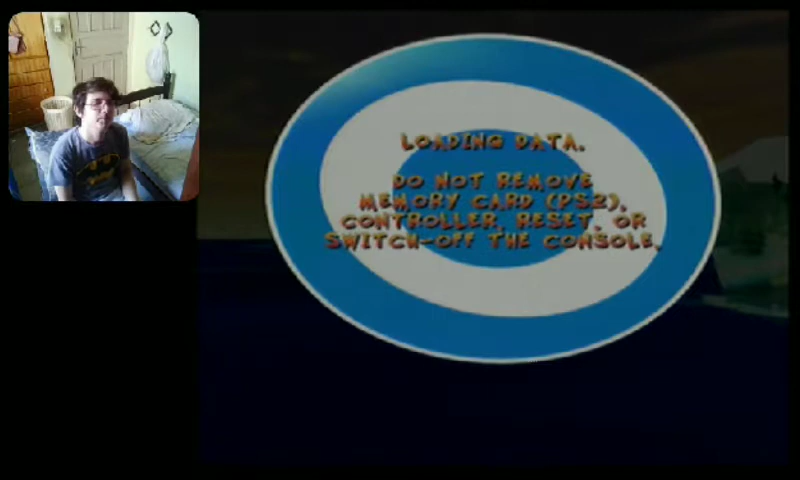 LOADING DATA.
DO NOT REMOVE
MEMORY CARD (PS2),
CONTROLLER, RESET, OR
SWITCH-OFF THE CONSOLE.